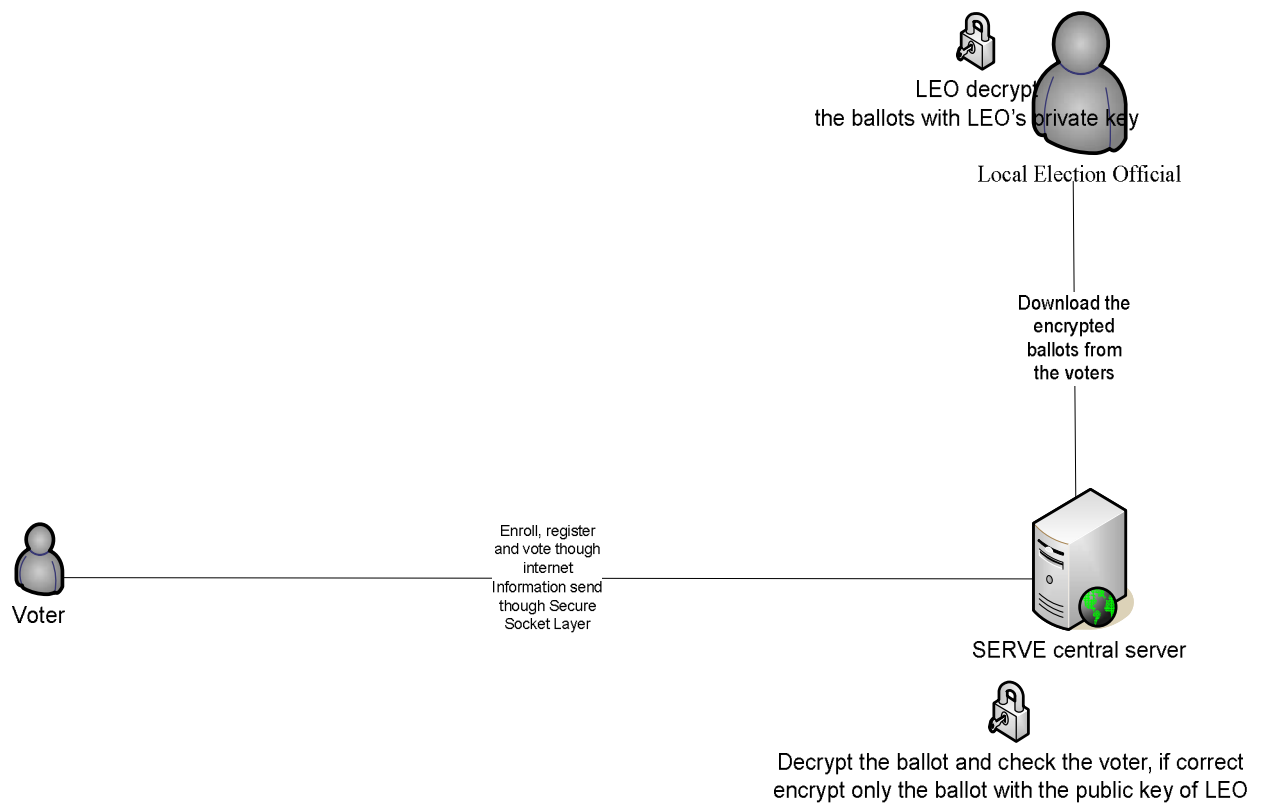 LEO decrypt
the ballots with LEO's private key
Local Election Official
Download the
encrypted
ballots from
the voters
Enroll, register
and vote though
internet
Information send
though Secure
Socket Layer
Voter
SERVE central server
Decrypt the ballot and check the voter, if correct
encrypt only the ballot with the public key of LEO